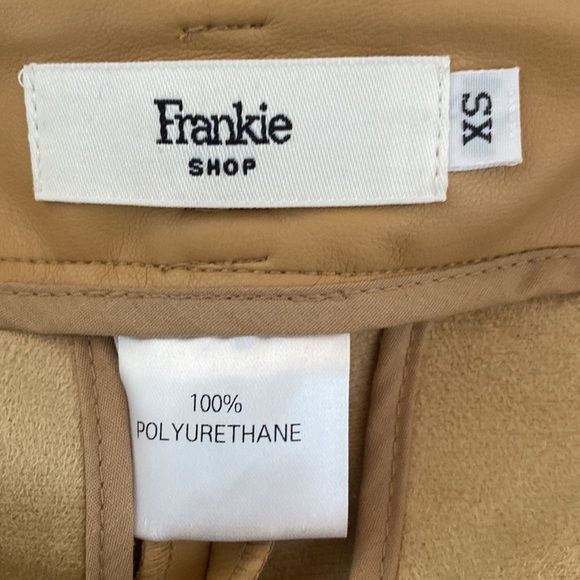 Frankie
SHOP
XS
100%
POLYURETHANE